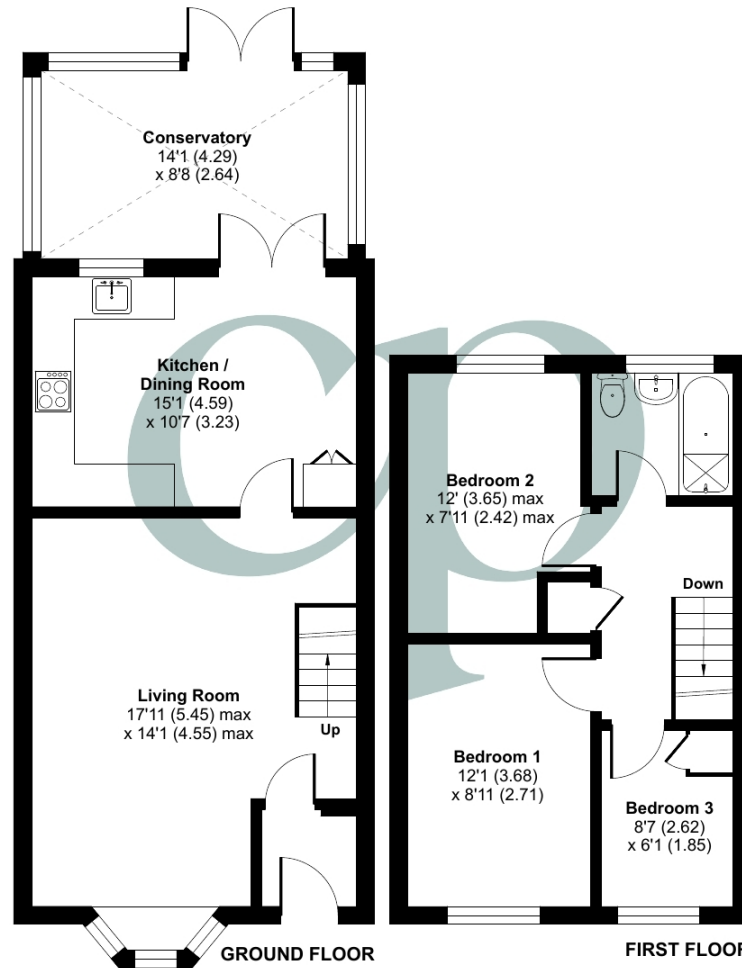 Conservatory
14'1 (4.29)
x 8'8 (2.64)
Kitchen /
Dining Room
15'1 (4.59)
x 10'7 (3.23)
Living Room
17'11 (5.45) max
x 14'1 (4.55) max
Up
GROUND FLOOR
cp
Bedroom 2
12' (3.65) max
x 7'11 (2.42) max
Down
Bedroom 1
12'1 (3.68)
x 8'11 (2.71)
Bedroom 3
8'7 (2.62)
x 6'1 (1.85)
FIRST FLOOR